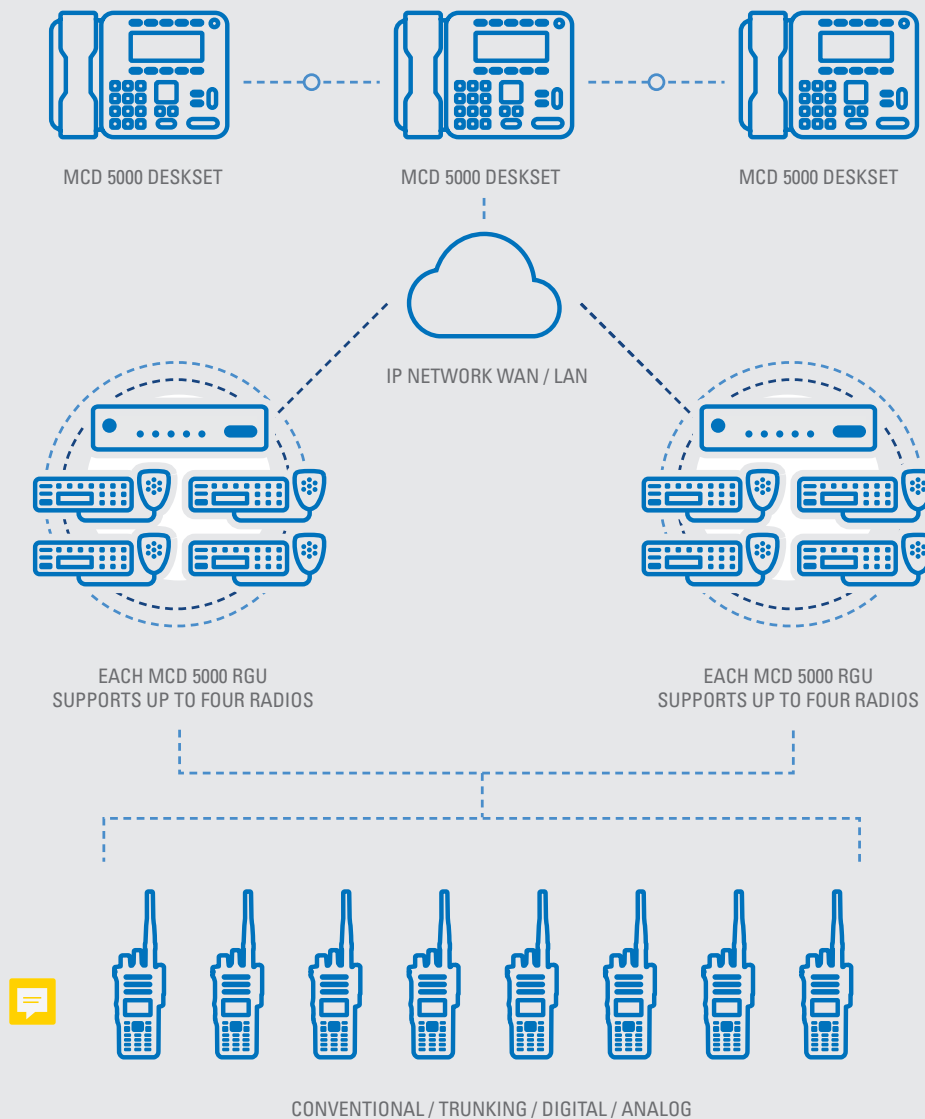 MCD 5000 DESKSET
MCD 5000 DESKSET
MCD 5000 DESKSET
IP NETWORK WAN / LAN
EACH MCD 5000 RGU
SUPPORTS UP TO FOUR RADIOS
EACH MCD 5000 RGU
SUPPORTS UP TO FOUR RADIOS
CONVENTIONAL / TRUNKING / DIGITAL / ANALOG